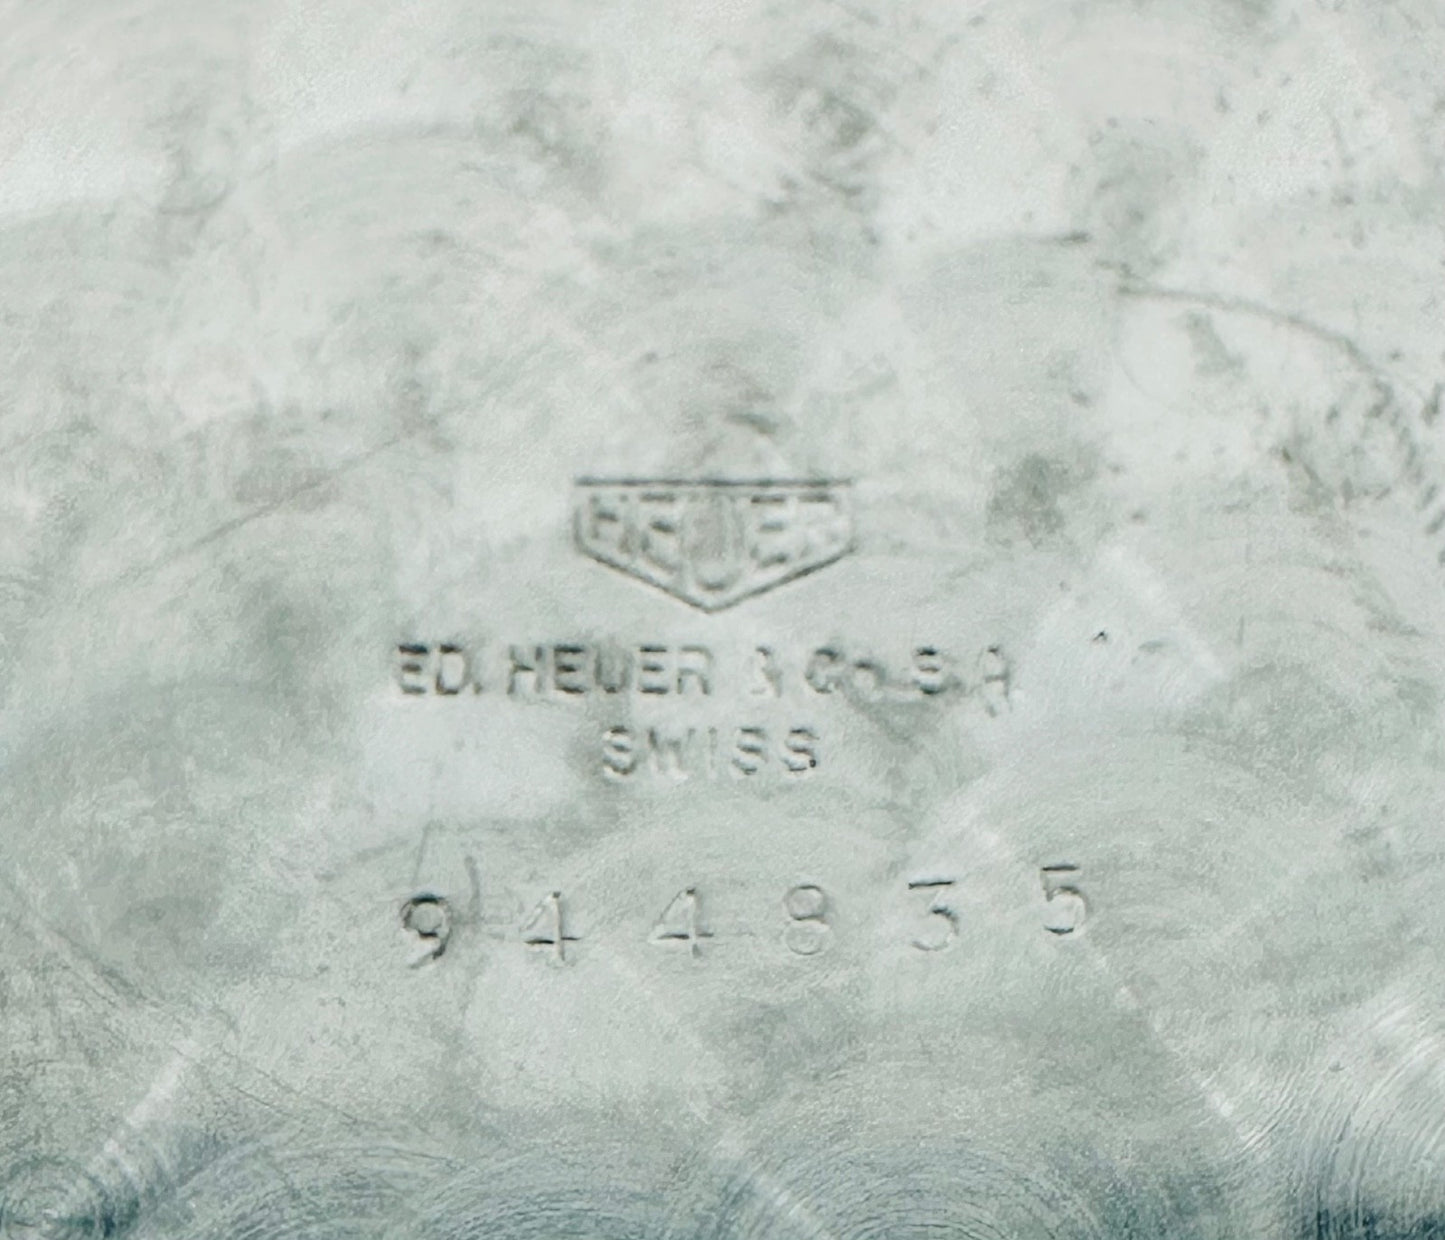 HEUER
ED. HEUER & Co. S.A.
SWISS
944835